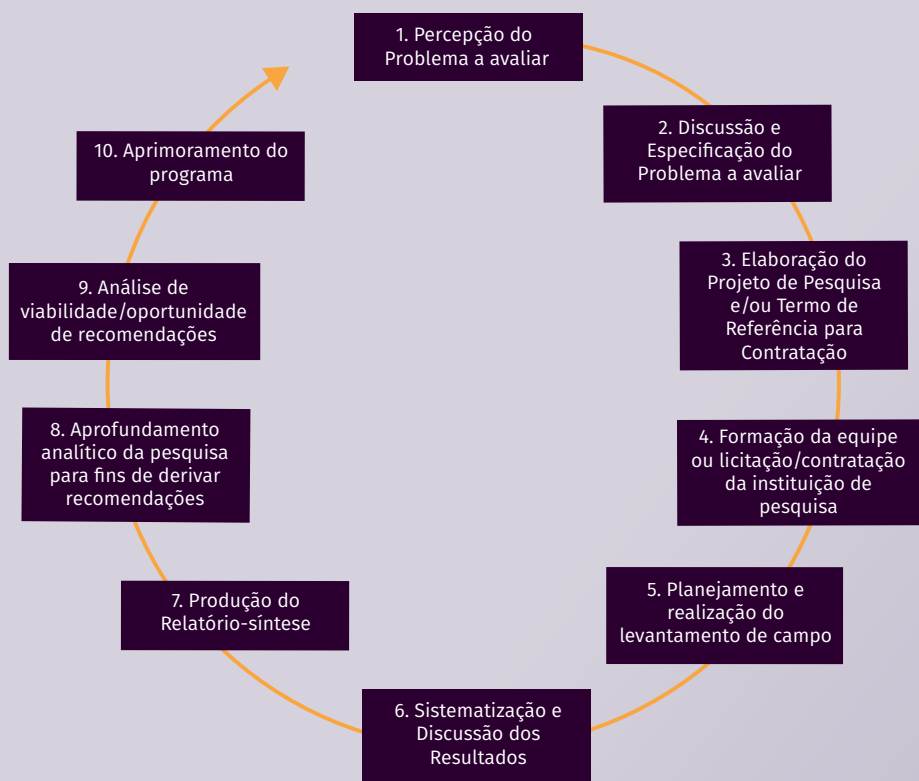 1. Percepção do
Problema a avaliar
2. Discussão e
Especificação do
Problema a avaliar
3. Elaboração do
Projeto de Pesquisa
e/ou Termo de
Referência para
Contratação
4. Formação da equipe
ou licitação/contratação
da instituição de
pesquisa
5. Planejamento e
realização do
levantamento de campo
6. Sistematização e
Discussão dos
Resultados
7. Produção do
Relatório-síntese
8. Aprofundamento
analítico da pesquisa
para fins de derivar
recomendações
9. Análise de
viabilidade/oportunidade
de recomendações
10. Aprimoramento do
programa